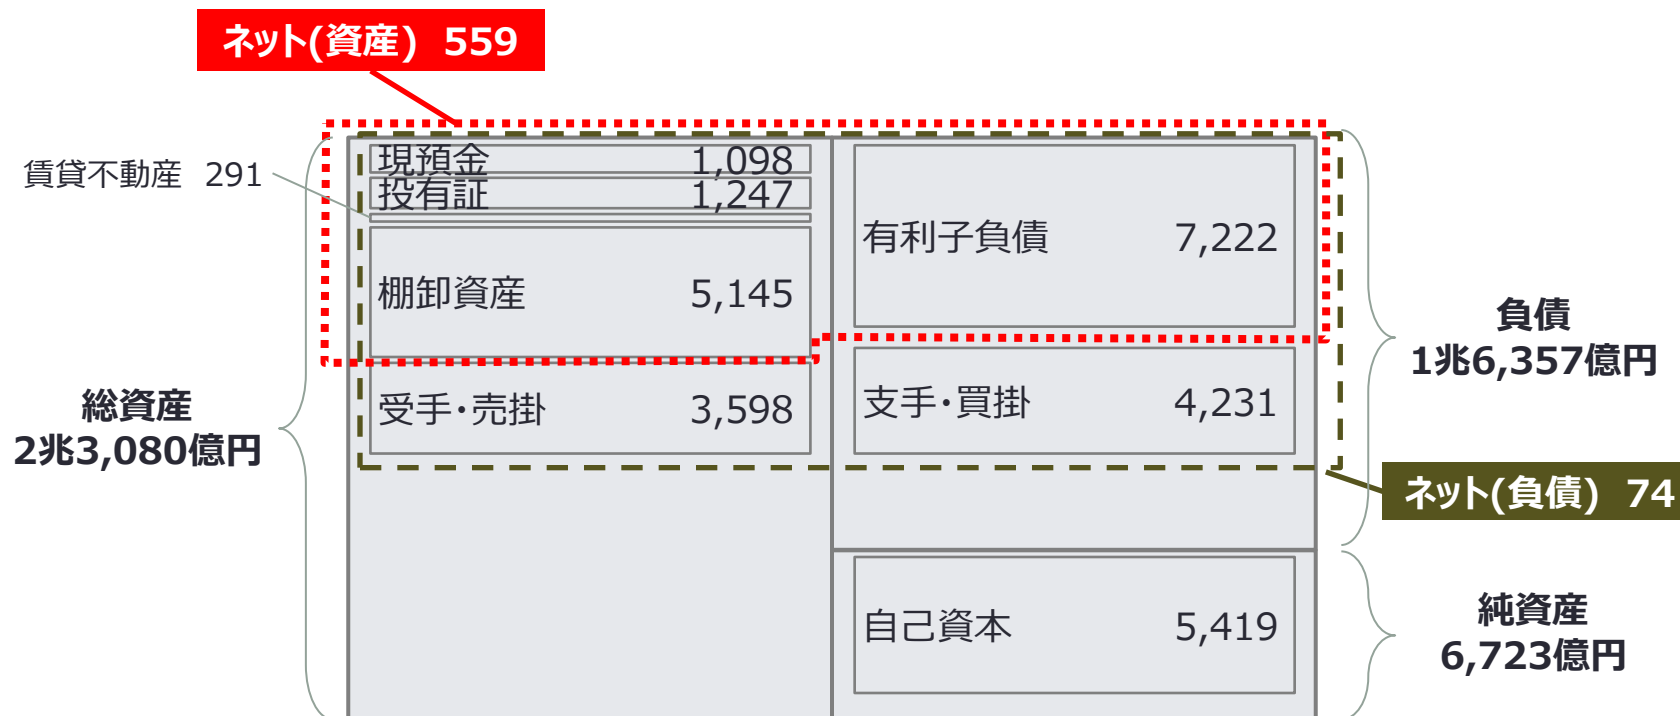 ネット(資産) 559
賃貸不動産 291
現預金 1,098
投有証 1,247
棚卸資産 5,145
受手・売掛 3,598
総資産
2兆3,080億円
有利子負債 7,222
支手・買掛 4,231
負債
1兆6,357億円
ネット(負債) 74
自己資本 5,419
純資産
6,723億円